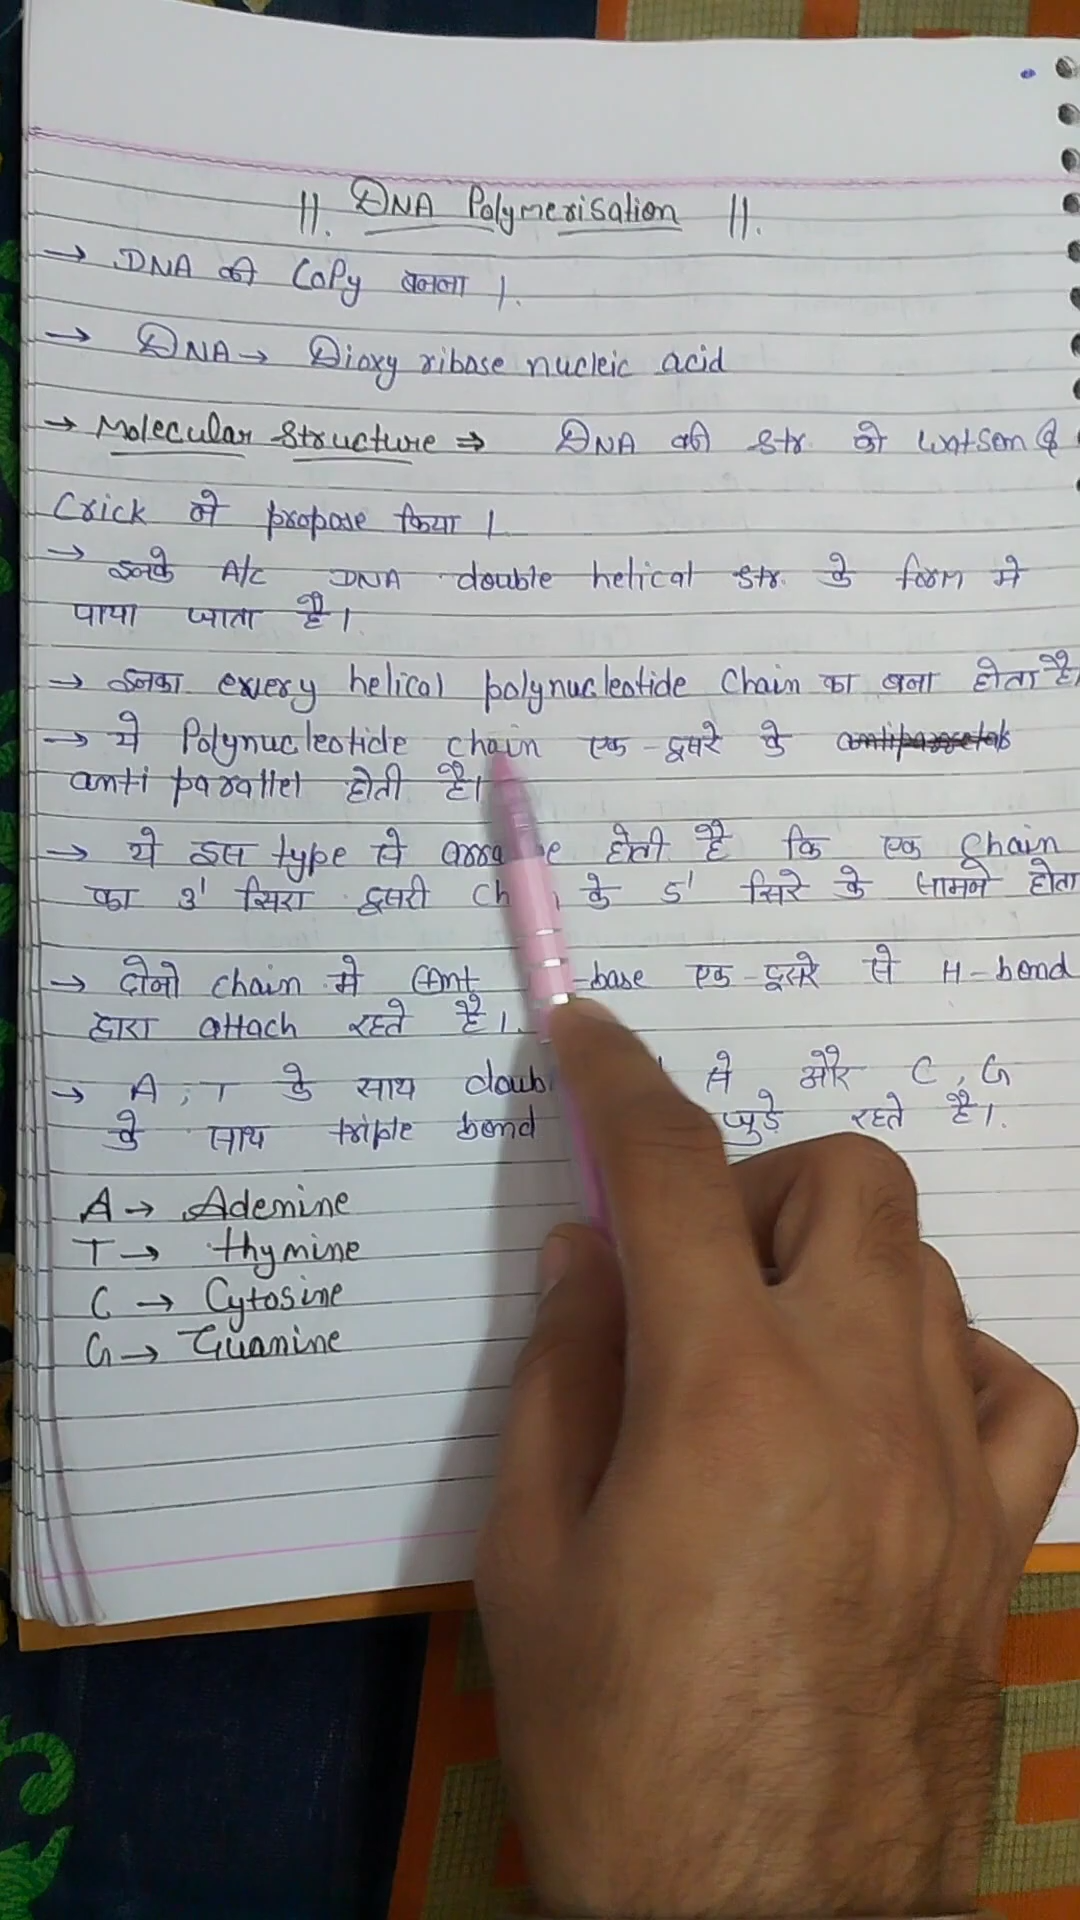 ||. DNA Polymerisation ||.
→ DNA की Copy बनना |.
→ DNA → Dioxy ribose nucleic acid
→ Molecular Structure ⇒ DNA की str. को Watsom &
Crick ने propose किया |
→ इनके A/c DNA double helical str. के form मे
पाया जाता है।
→ इनका every helical polynucleotide Chain का बना होता है।
→ ये Polynucleotide chain एक-दूसरे के
anti parallel होती है।
→ ये इस type से होती है कि एक Chain
का 3' सिरा दूसरी के 5' सिरे के सामने होता
→ दोनो chain मे -base एक-दूसरे से H-bond
द्वारा attach रहते है।.
→ A, T के साथ से और C, G
के साथ triple bond जुड़े रहते है।.
A → Ademine
T → thymine
C → Cytosine
G → Guanine